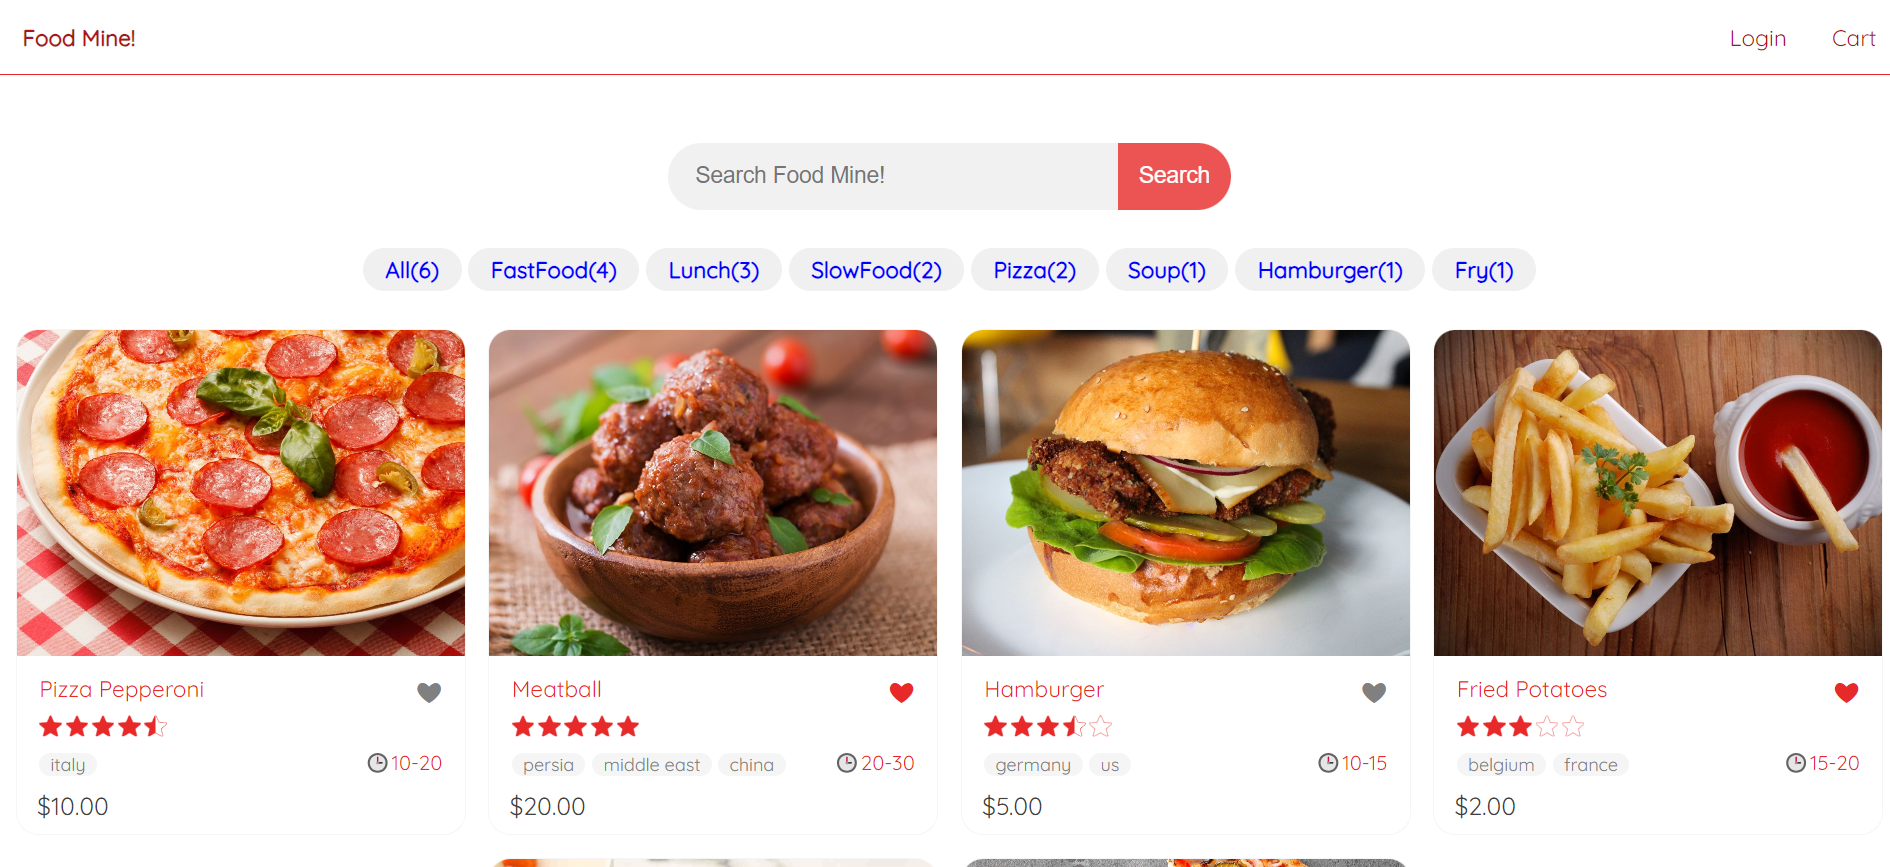 Food Mine!
Login
Cart
Search Food Mine!
Search
All(6)
FastFood(4)
Lunch(3)
SlowFood(2)
Pizza(2)
Soup(1)
Hamburger(1)
Fry(1)
Pizza Pepperoni
italy
10-20
$10.00
Meatball
persia
middle east
china
20-30
$20.00
Hamburger
germany
us
10-15
$5.00
Fried Potatoes
belgium
france
15-20
$2.00